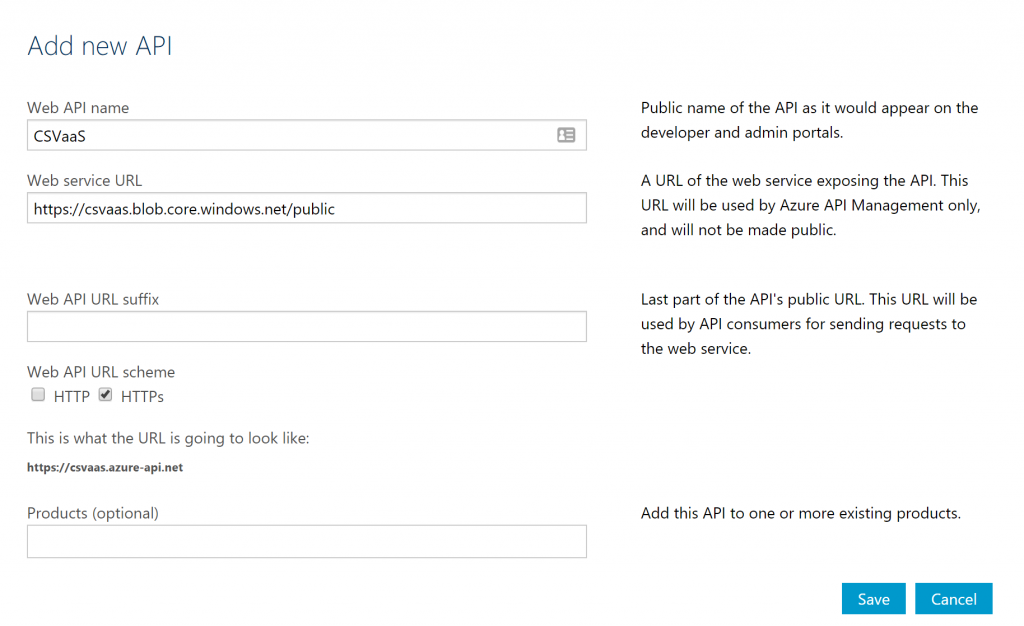 Add new API
Web API name
CSVaaS
Public name of the API as it would appear on the
developer and admin portals.
Web service URL
https://csvaas.blob.core.windows.net/public
A URL of the web service exposing the API. This
URL will be used by Azure API Management only,
and will not be made public.
Web API URL suffix
Last part of the API's public URL. This URL will be
used by API consumers for sending requests to
the web service.
Web API URL scheme
HTTP HTTPs
This is what the URL is going to look like:
https://csvaas.azure-api.net
Products (optional)
Add this API to one or more existing products.
Save Cancel